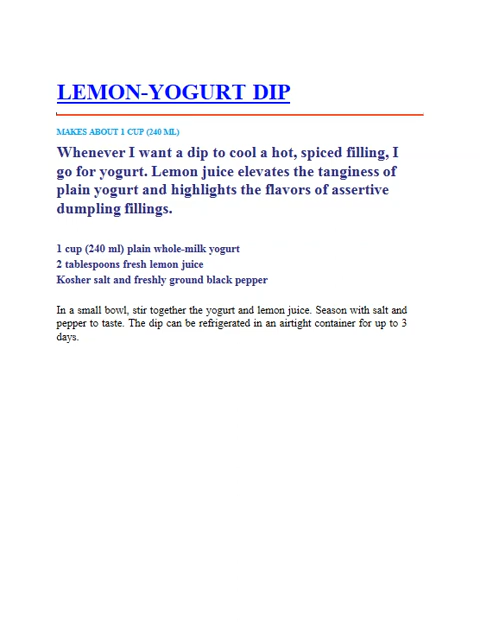 LEMON-YOGURT DIP
MAKES ABOUT 1 CUP (240 ML)
Whenever I want a dip to cool a hot, spiced filling, I
go for yogurt. Lemon juice elevates the tanginess of
plain yogurt and highlights the flavors of assertive
dumpling fillings.
1 cup (240 ml) plain whole-milk yogurt
2 tablespoons fresh lemon juice
Kosher salt and freshly ground black pepper
In a small bowl, stir together the yogurt and lemon juice. Season with salt and
pepper to taste. The dip can be refrigerated in an airtight container for up to 3
days.